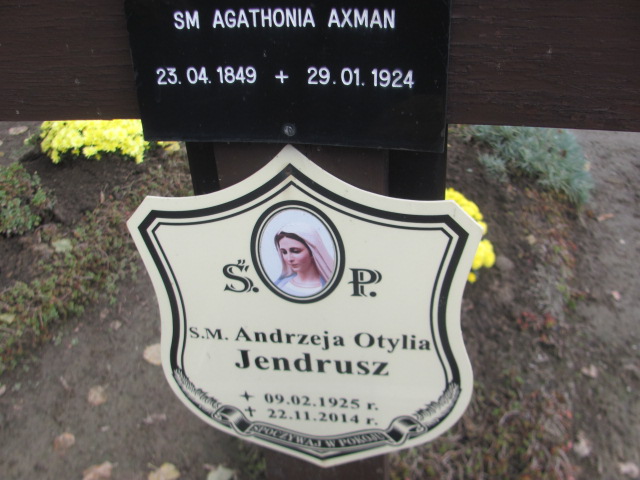 SM AGATHONIA AXMAN
23.04.1849 + 29.01.1924
Ś. P.
S.M. Andrzeja Otylia
Jendrusz
+ 09.02.1925 r.
+ 22.11.2014 r.
SPOCZYWAJ W POKOJU